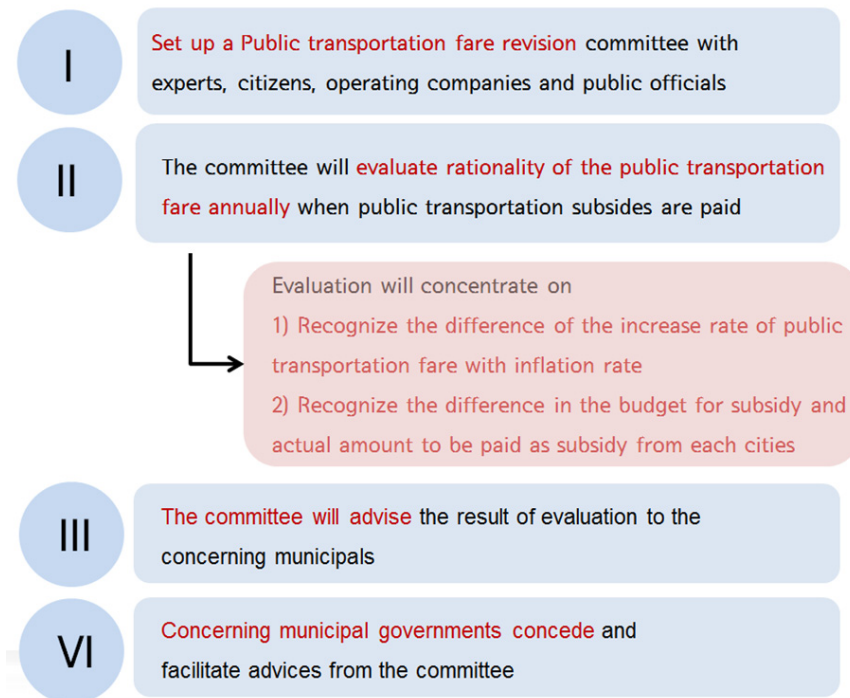 I
Set up a Public transportation fare revision committee with
experts, citizens, operating companies and public officials
II
The committee will evaluate rationality of the public transportation
fare annually when public transportation subsides are paid
Evaluation will concentrate on
1) Recognize the difference of the increase rate of public
transportation fare with inflation rate
2) Recognize the difference in the budget for subsidy and
actual amount to be paid as subsidy from each cities
III
The committee will advise the result of evaluation to the
concerning municipals
VI
Concerning municipal governments concede and
facilitate advices from the committee